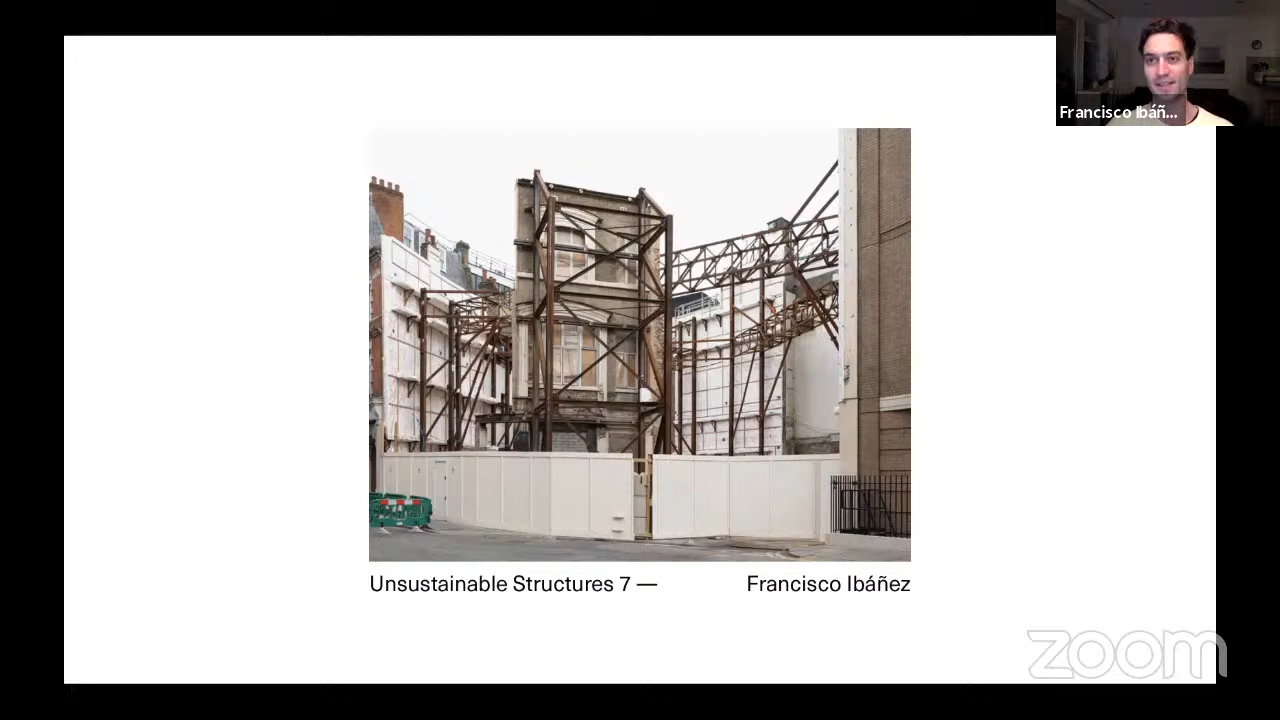 Francisco Ibáñ...
Unsustainable Structures 7 — Francisco Ibáñez
zoom